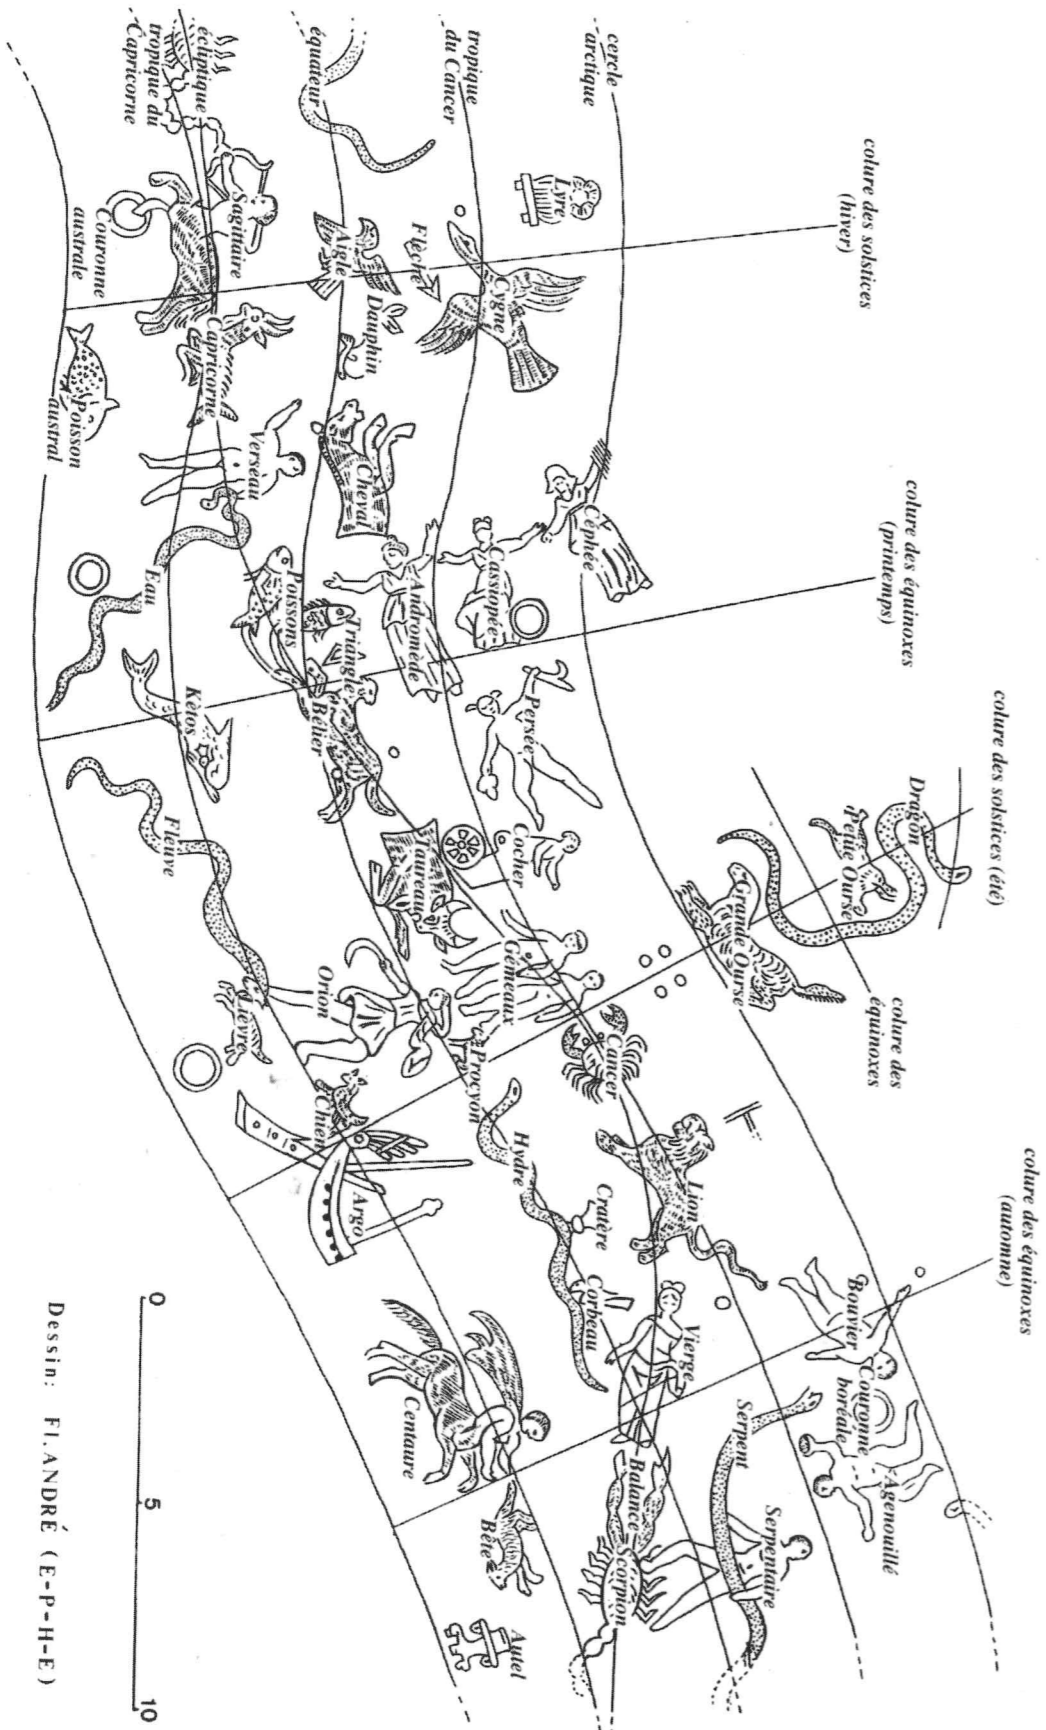 colure des solstices
(hiver)
colure des équinoxes
(printemps)
colure des solstices (été)
colure des équinoxes
(automne)
colure des
équinoxes
cercle
arctique
tropique
du Cancer
équateur
écliptique
tropique du
Capricorne
Lyre
Cygne
Flèche
Aigle
Dauphin
Sagittaire
Couronne
australe
Capricorne
Poisson
austral
Verseau
Cheval
Céphée
Cassiopée
Andromède
Poissons
Triangle
Bélier
Eau
Kètos
Persée
Fleuve
Cocher
Taureau
Dragon
Petite Ourse
Grande Ourse
Gémeaux
Orion
Lièvre
Procyon
Chien
Cancer
Argo
Hydre
Cratère
Corbeau
Lion
Vierge
Bouvier
Couronne
boréale
Agenouillé
Serpent
Serpentaire
Balance
Scorpion
Centaure
Bête
Autel
0
5
10
Dessin: Fl. ANDRÉ (E-P-H-E)